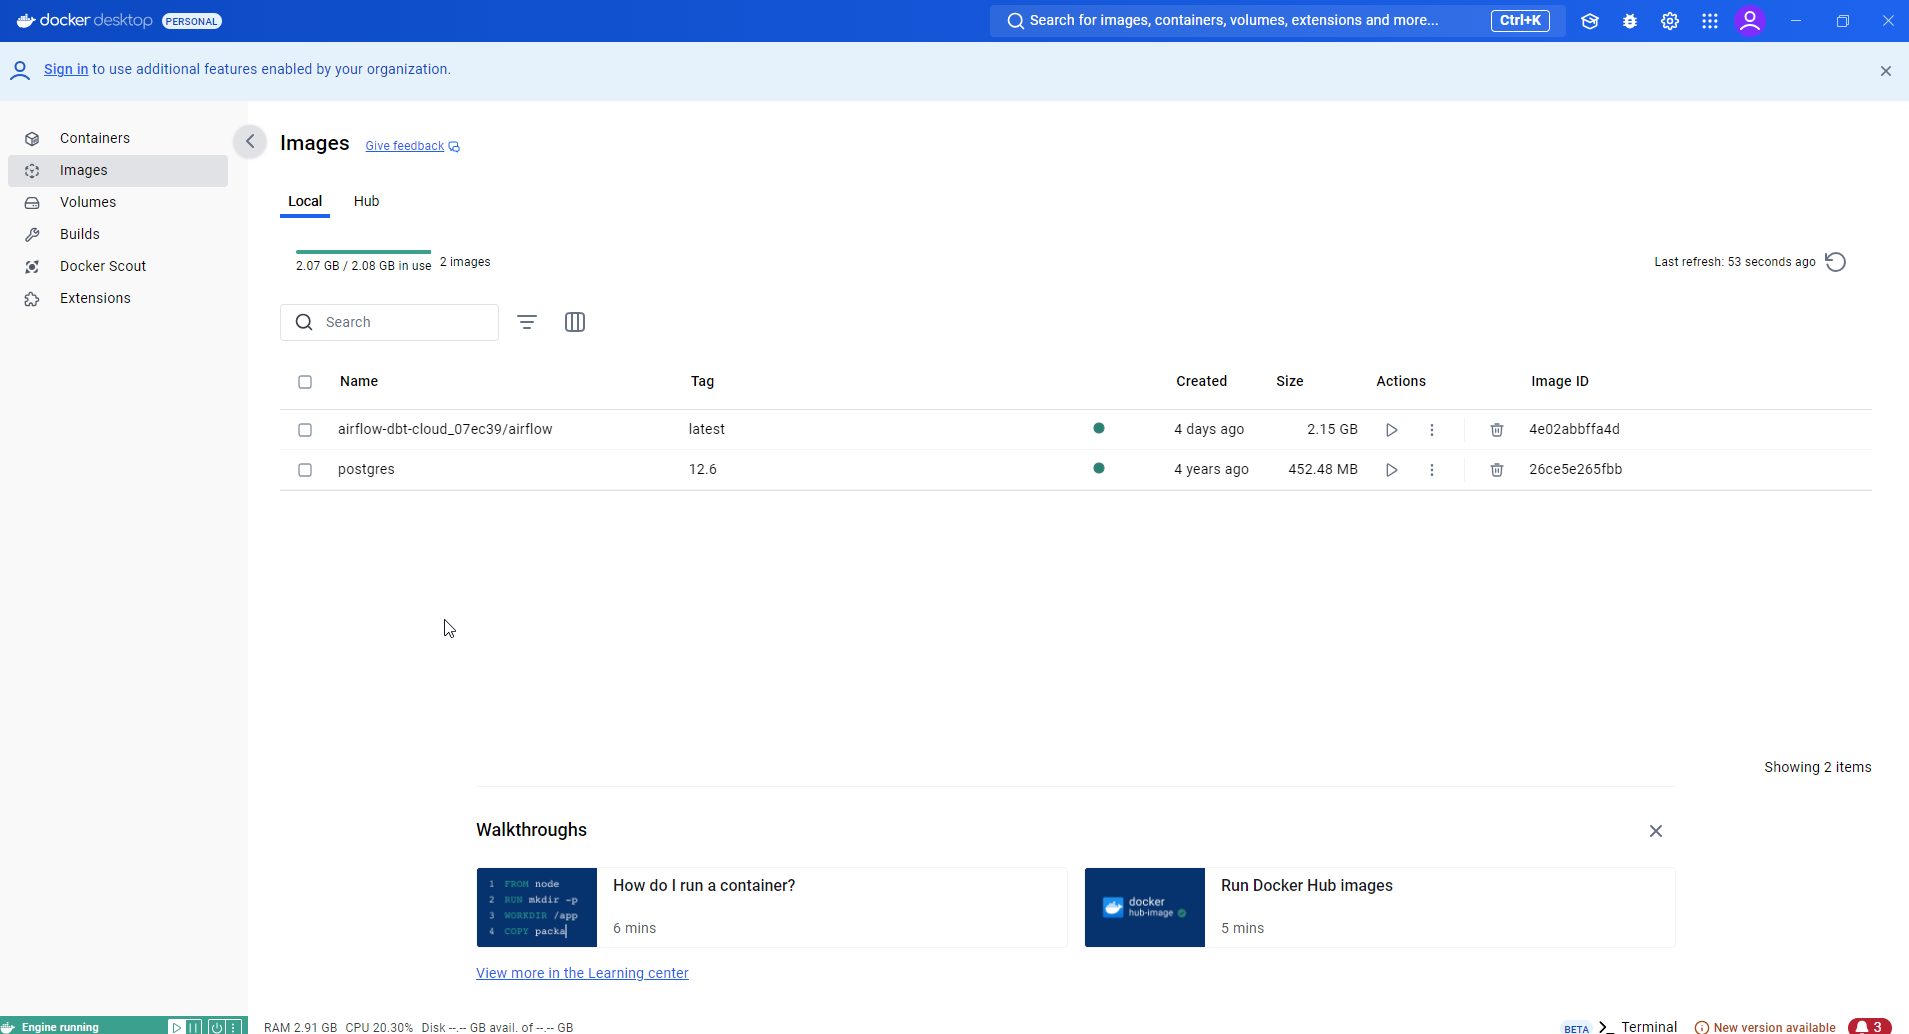 docker desktop PERSONAL Search for images, containers, volumes, extensions and more... Ctrl+K
Sign in to use additional features enabled by your organization.
Containers
Images
Volumes
Builds
Docker Scout
Extensions
Images Give feedback
Local Hub
2.07 GB / 2.08 GB in use 2 images Last refresh: 53 seconds ago
Search
Name Tag Created Size Actions Image ID
airflow-dbt-cloud_07ec39/airflow latest 4 days ago 2.15 GB 4e02abbffa4d
postgres 12.6 4 years ago 452.48 MB 26ce5e265fbb
Showing 2 items
Walkthroughs
1 FROM node
2 RUN mkdir -p
3 WORKDIR /app
4 COPY packa
How do I run a container?
6 mins
docker
hub-image
Run Docker Hub images
5 mins
View more in the Learning center
Engine running RAM 2.91 GB CPU 20.30% Disk --.-- GB avail. of --.-- GB BETA Terminal New version available 3